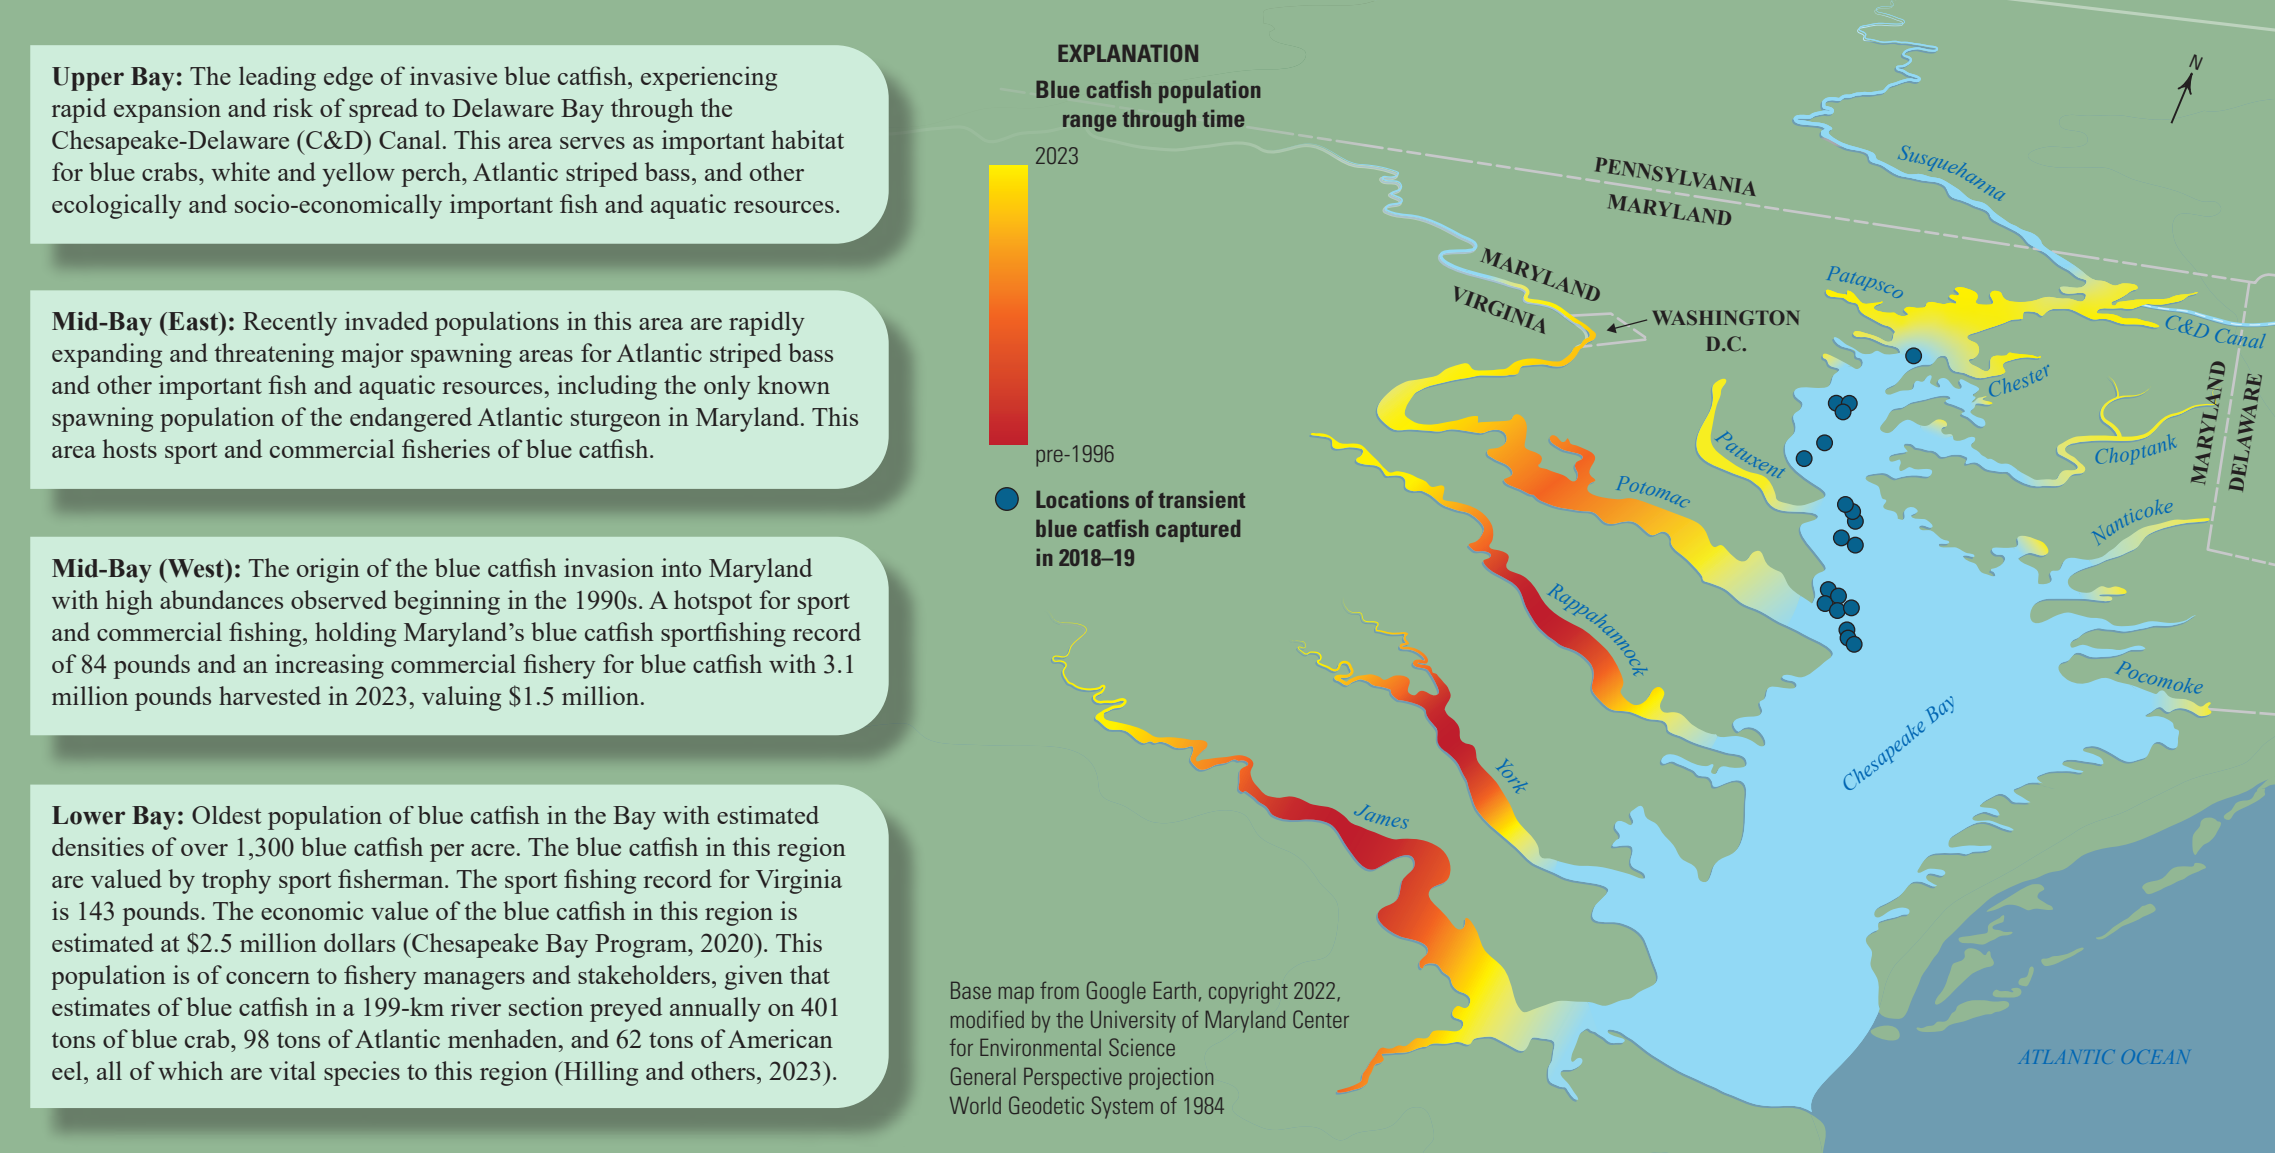 Upper Bay: The leading edge of invasive blue catfish, experiencing
rapid expansion and risk of spread to Delaware Bay through the
Chesapeake-Delaware (C&D) Canal. This area serves as important habitat
for blue crabs, white and yellow perch, Atlantic striped bass, and other
ecologically and socio-economically important fish and aquatic resources.
Mid-Bay (East): Recently invaded populations in this area are rapidly
expanding and threatening major spawning areas for Atlantic striped bass
and other important fish and aquatic resources, including the only known
spawning population of the endangered Atlantic sturgeon in Maryland. This
area hosts sport and commercial fisheries of blue catfish.
Mid-Bay (West): The origin of the blue catfish invasion into Maryland
with high abundances observed beginning in the 1990s. A hotspot for sport
and commercial fishing, holding Maryland’s blue catfish sportfishing record
of 84 pounds and an increasing commercial fishery for blue catfish with 3.1
million pounds harvested in 2023, valuing $1.5 million.
Lower Bay: Oldest population of blue catfish in the Bay with estimated
densities of over 1,300 blue catfish per acre. The blue catfish in this region
are valued by trophy sport fisherman. The sport fishing record for Virginia
is 143 pounds. The economic value of the blue catfish in this region is
estimated at $2.5 million dollars (Chesapeake Bay Program, 2020). This
population is of concern to fishery managers and stakeholders, given that
estimates of blue catfish in a 199-km river section preyed annually on 401
tons of blue crab, 98 tons of Atlantic menhaden, and 62 tons of American
eel, all of which are vital species to this region (Hilling and others, 2023).
EXPLANATION
Blue catfish population
range through time
2023
pre-1996
Locations of transient
blue catfish captured
in 2018–19
N
PENNSYLVANIA
MARYLAND
Susquehanna
MARYLAND
VIRGINIA
WASHINGTON
D.C.
Patapsco
C&D Canal
Chester
MARYLAND
DELAWARE
Patuxent
Choptank
Potomac
Nanticoke
Rappahannock
Pocomoke
Chesapeake Bay
York
James
ATLANTIC OCEAN
Base map from Google Earth, copyright 2022,
modified by the University of Maryland Center
for Environmental Science
General Perspective projection
World Geodetic System of 1984